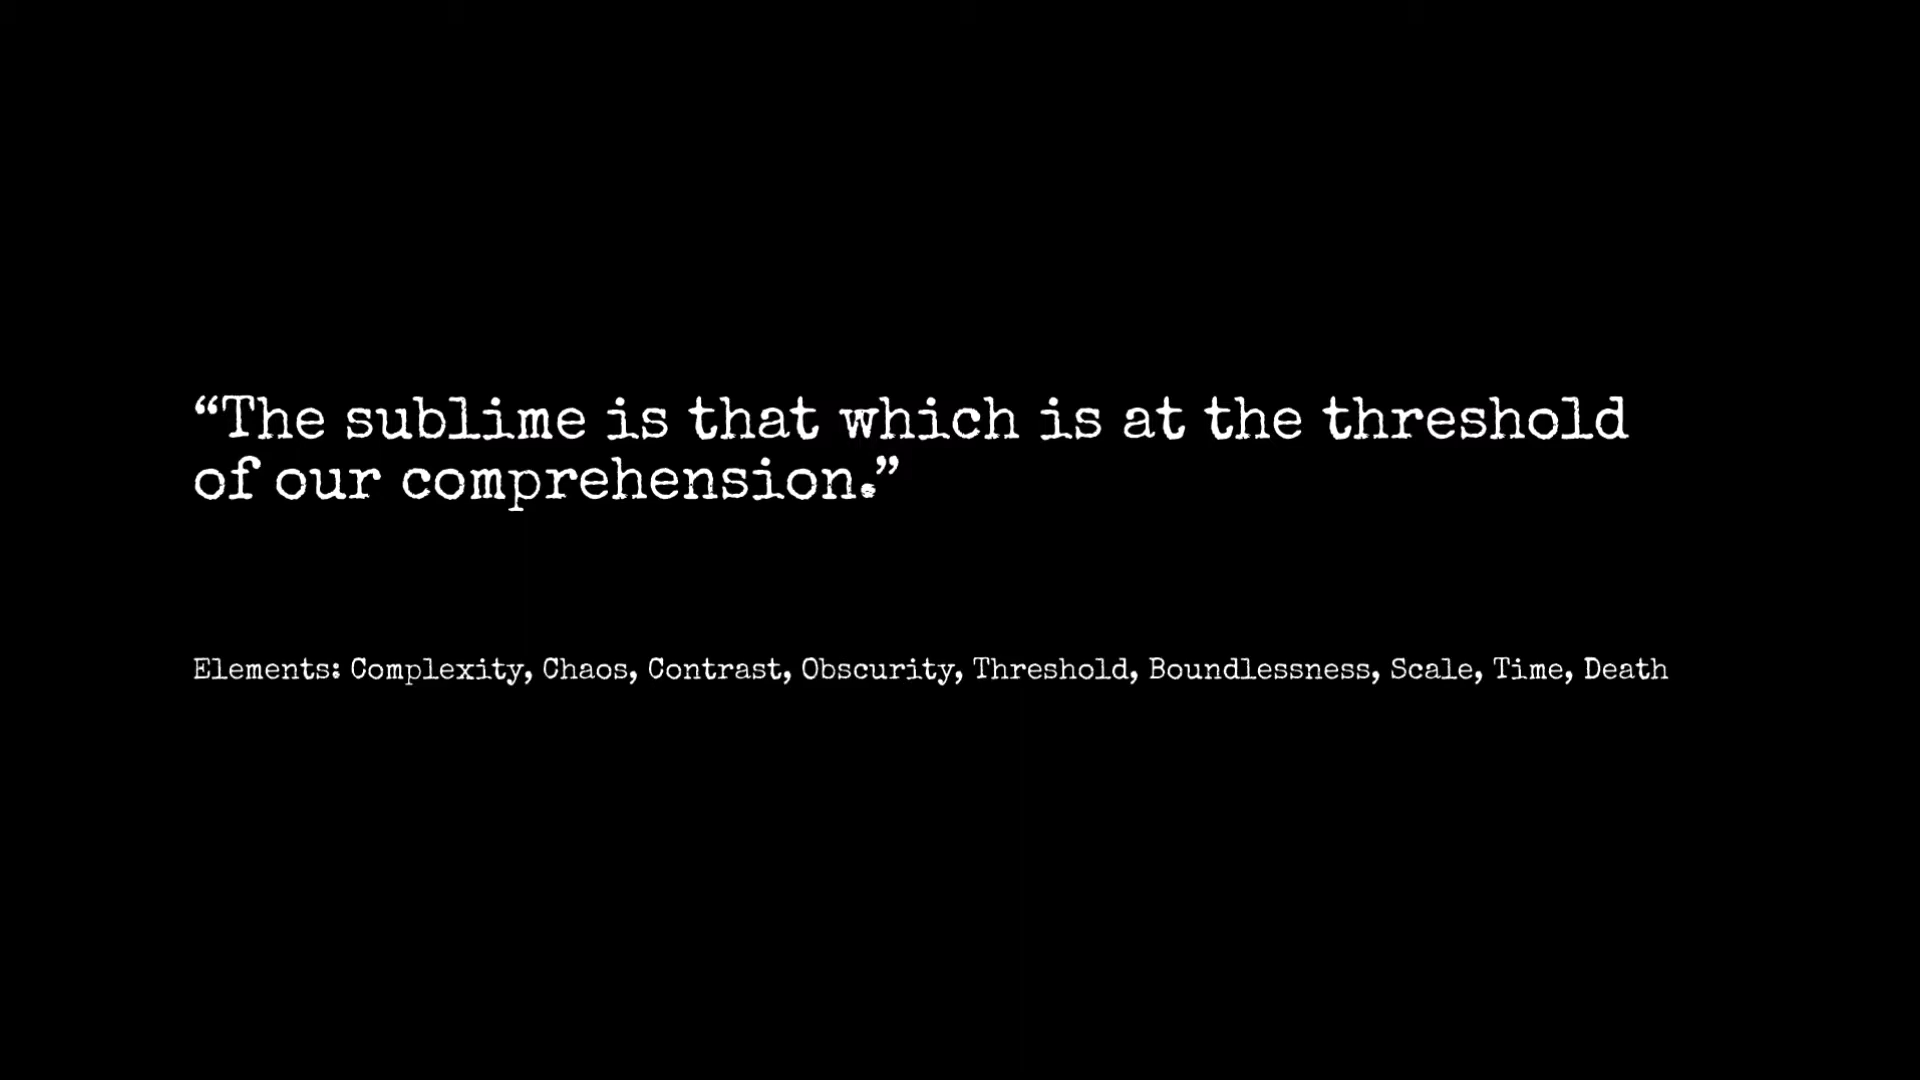 “The sublime is that which is at the threshold
of our comprehension.”
Elements: Complexity, Chaos, Contrast, Obscurity, Threshold, Boundlessness, Scale, Time, Death